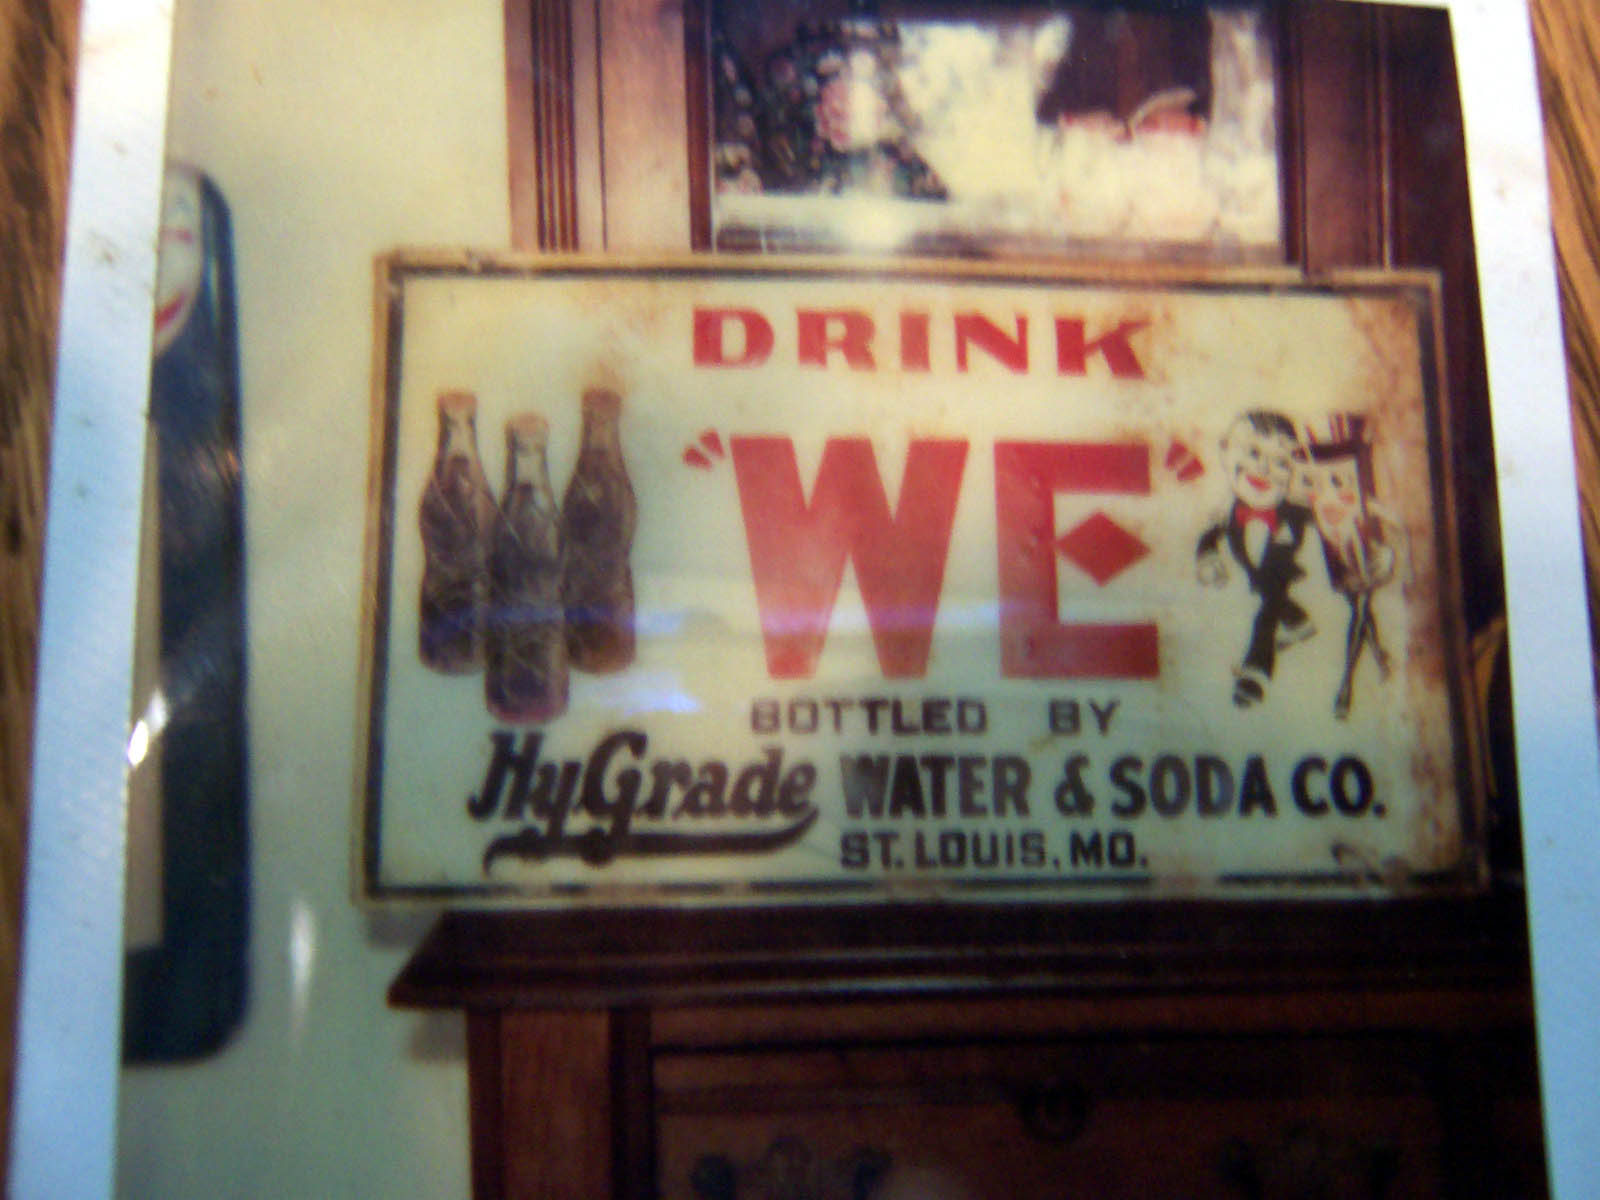 DRINK
"WE"
BOTTLED BY
HyGrade WATER & SODA CO.
ST. LOUIS. MO.